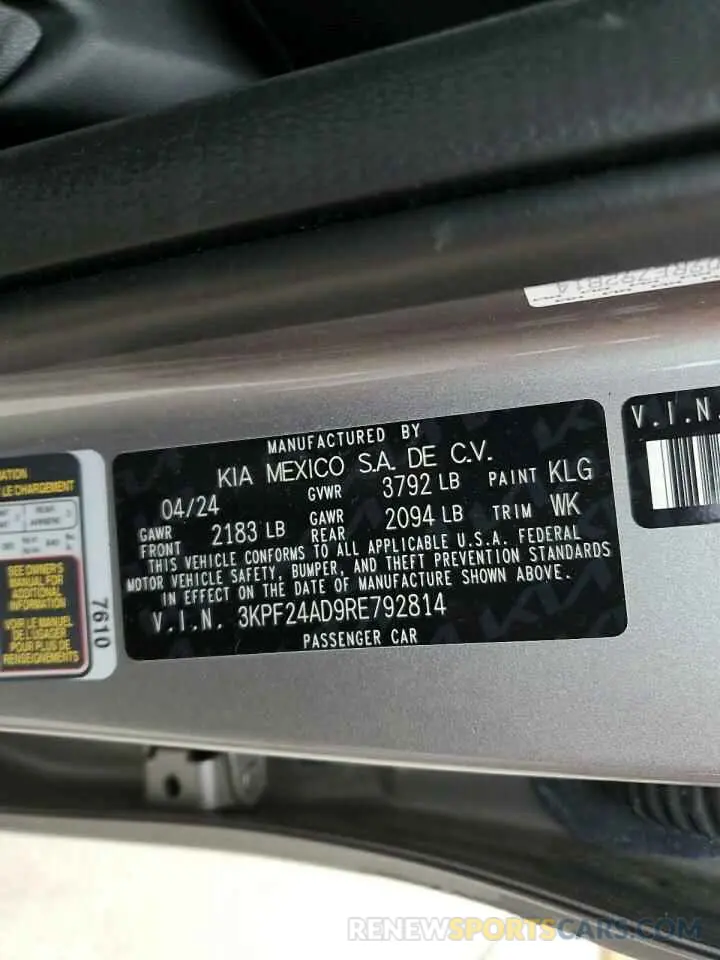 9RE792814
MANUFACTURED BY
KIA MEXICO S.A. DE C.V.
04/24 GVWR 3792 LB PAINT KLG
GAWR FRONT 2183 LB GAWR REAR 2094 LB TRIM WK
THIS VEHICLE CONFORMS TO ALL APPLICABLE U.S.A. FEDERAL
MOTOR VEHICLE SAFETY, BUMPER, AND THEFT PREVENTION STANDARDS
IN EFFECT ON THE DATE OF MANUFACTURE SHOWN ABOVE.
V.I.N. 3KPF24AD9RE792814
PASSENGER CAR
V.I.N.
LE CHARGEMENT
SEE OWNER'S
MANUAL FOR
ADDITIONAL
INFORMATION
VOIR LE MANUEL
DE L'USAGER
POUR PLUS DE
RENSEIGNEMENTS
7610
RENEWSPORTSCARS.COM